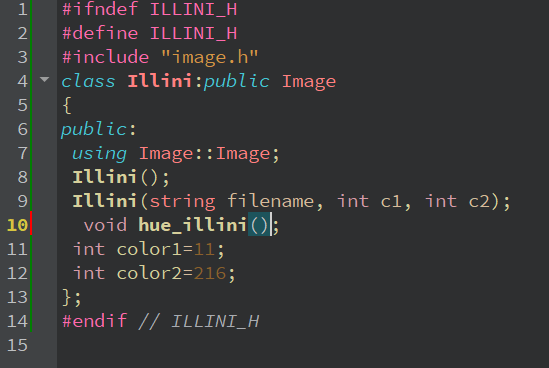 1 #ifndef ILLINI_H
2 #define ILLINI_H
3 #include "image.h"
4 class Illini:public Image
5 {
6 public:
7 using Image::Image;
8 Illini();
9 Illini(string filename, int c1, int c2);
10 void hue_illini();
11 int color1=11;
12 int color2=216;
13 };
14 #endif // ILLINI_H
15